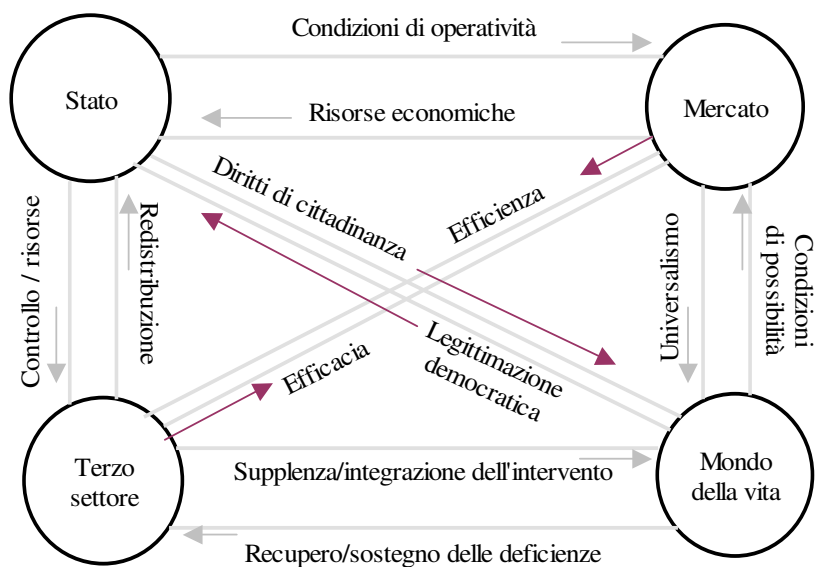 Condizioni di operatività
Stato
Mercato
Risorse economiche
Diritti di cittadinanza
Efficienza
Controllo / risorse
Redistribuzione
Universalismo
Condizioni
di possibilità
Legittimazione
democratica
Efficacia
Terzo
settore
Supplenza/integrazione dell'intervento
Mondo
della vita
Recupero/sostegno delle deficienze